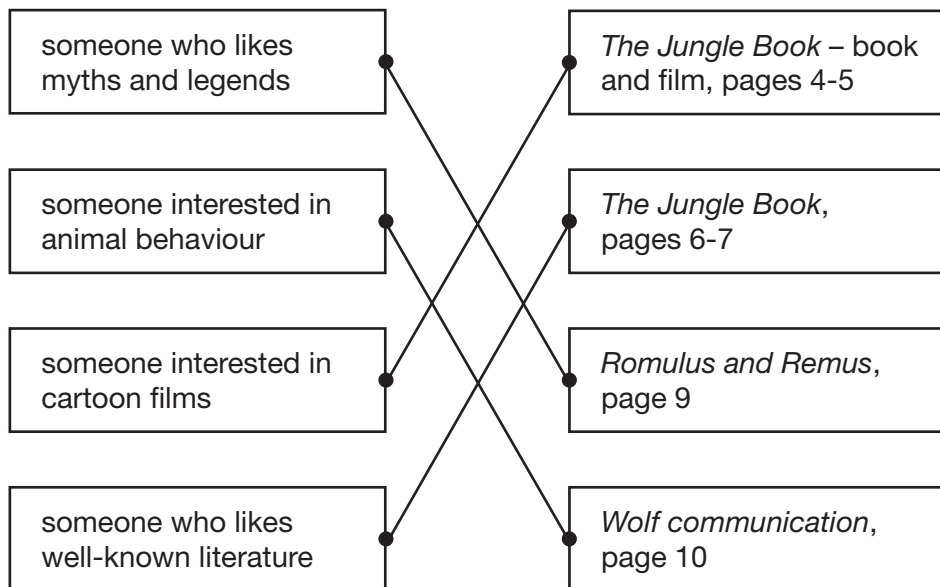 someone who likes
myths and legends
The Jungle Book – book
and film, pages 4-5
someone interested in
animal behaviour
The Jungle Book,
pages 6-7
someone interested in
cartoon films
Romulus and Remus,
page 9
someone who likes
well-known literature
Wolf communication,
page 10